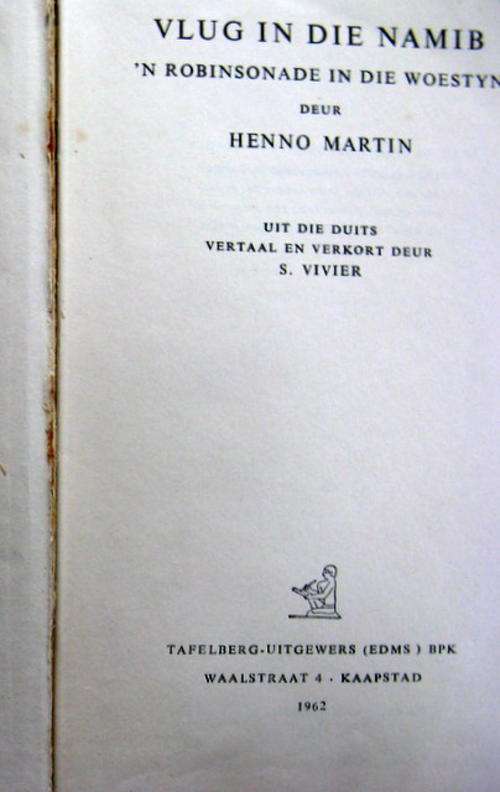 VLUG IN DIE NAMIB
'N ROBINSONADE IN DIE WOESTYN
DEUR
HENNO MARTIN
UIT DIE DUITS
VERTAAL EN VERKORT DEUR
S. VIVIER
TAFELBERG-UITGEWERS (EDMS ) BPK
WAALSTRAAT 4 · KAAPSTAD
1962